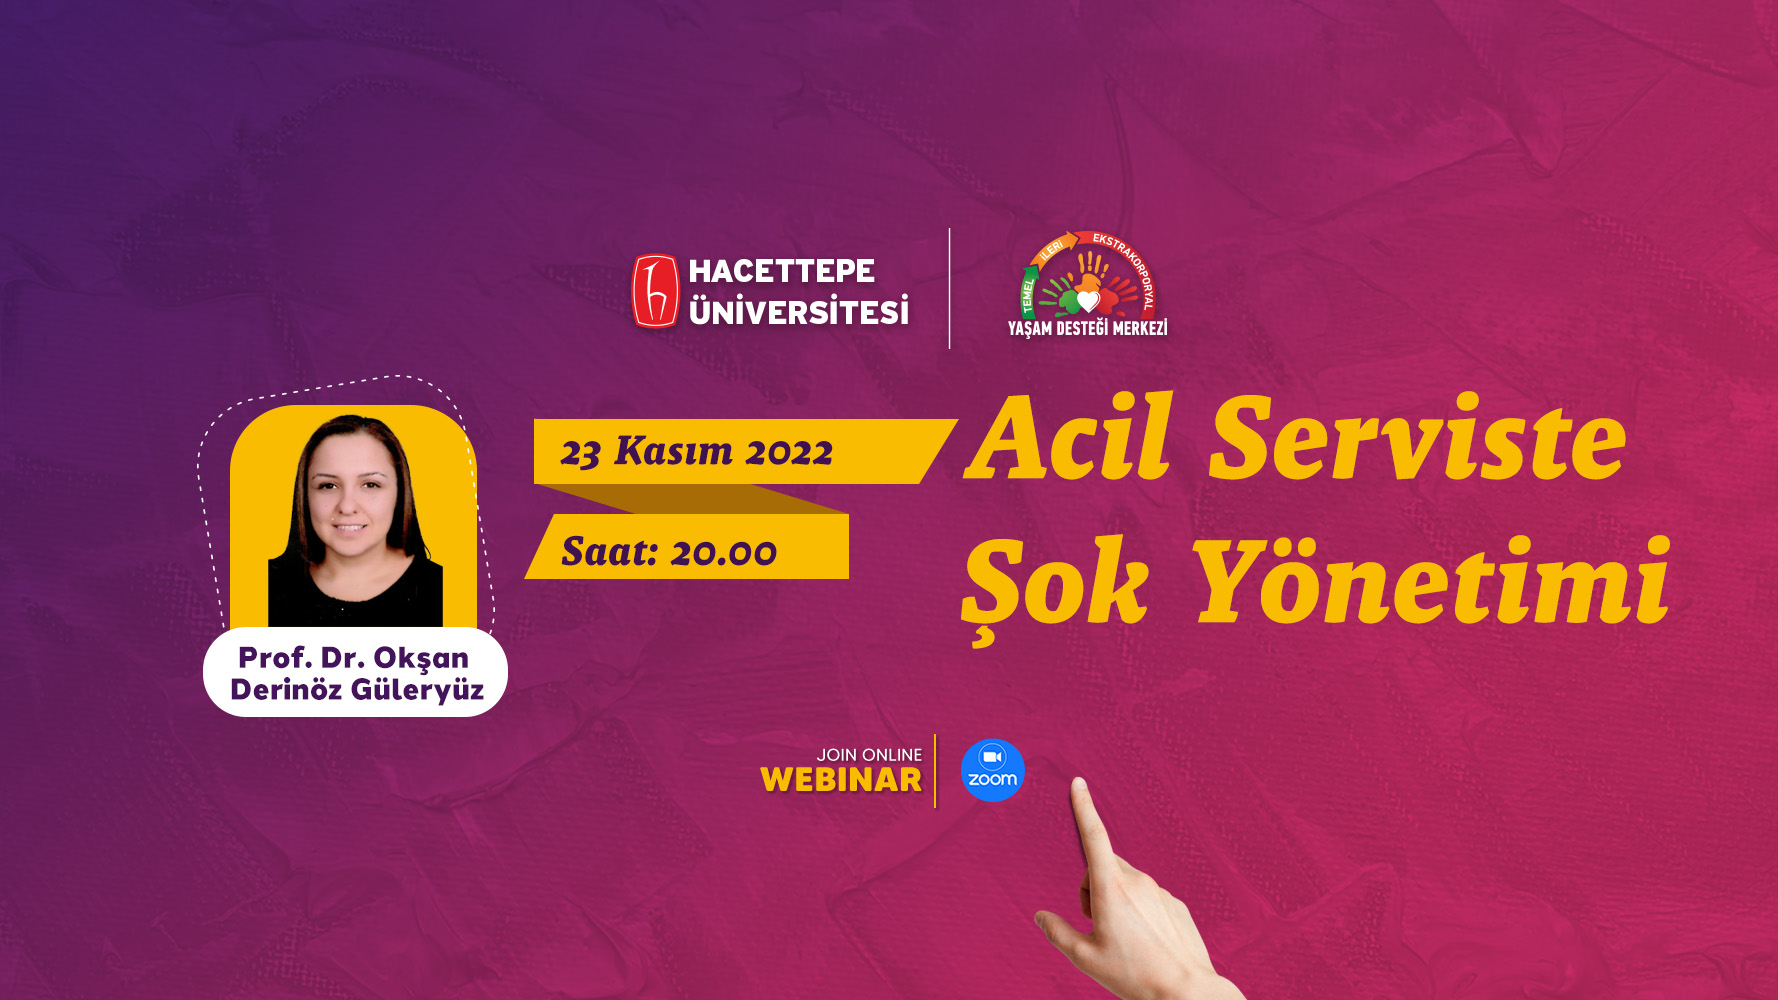 HACETTEPE
ÜNİVERSİTESİ
TEMEL
İLERİ
EKSTRAKORPORYAL
YAŞAM DESTEĞİ MERKEZİ
23 Kasım 2022
Saat: 20.00
Acil Serviste
Şok Yönetimi
Prof. Dr. Okşan
Derinöz Güleryüz
JOIN ONLINE
WEBINAR
zoom